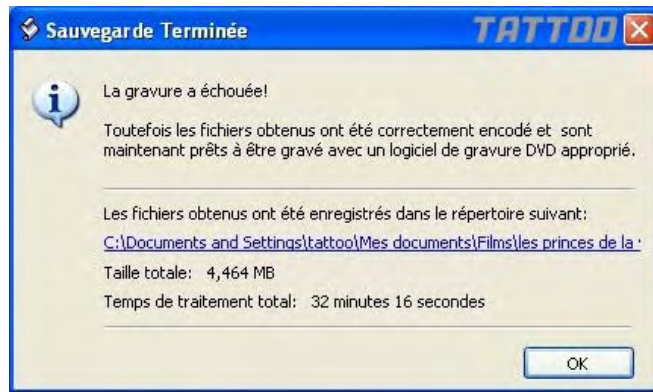 Sauvegarde Terminée
TATTOO
La gravure a échouée!
Toutefois les fichiers obtenus ont été correctement encodé et sont
maintenant prêts à être gravé avec un logiciel de gravure DVD approprié.
Les fichiers obtenus ont été enregistrés dans le répertoire suivant:
C:\Documents and Settings\tattoo\Mes documents\Films\les princes de la
Taille totale: 4,464 MB
Temps de traitement total: 32 minutes 16 secondes
OK